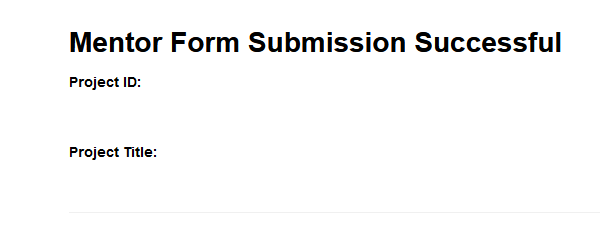 Mentor Form Submission Successful
Project ID:
Project Title: